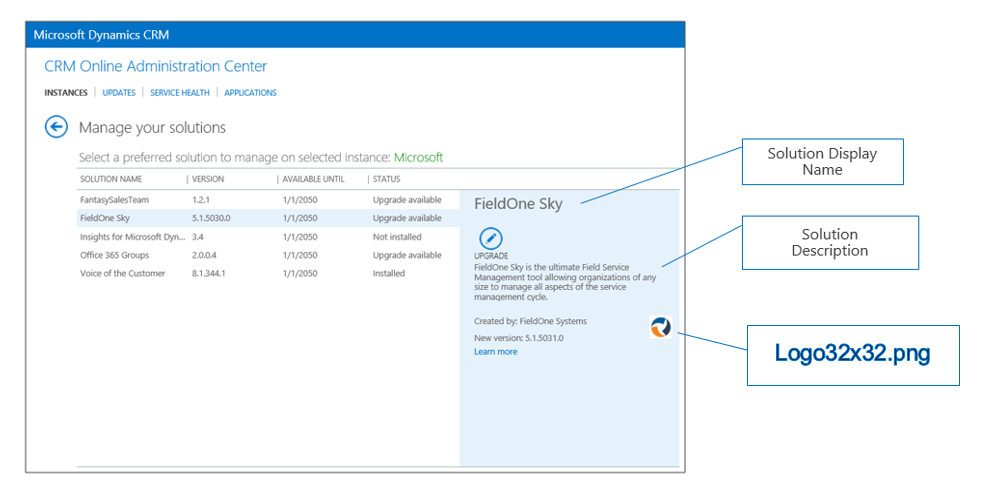 Microsoft Dynamics CRM
CRM Online Administration Center
INSTANCES | UPDATES | SERVICE HEALTH | APPLICATIONS
Manage your solutions
Select a preferred solution to manage on selected instance: Microsoft
SOLUTION NAME | VERSION | AVAILABLE UNTIL | STATUS
FantasySalesTeam 1.2.1 1/1/2050 Upgrade available
FieldOne Sky 5.1.5030.0 1/1/2050 Upgrade available
Insights for Microsoft Dyn... 3.4 1/1/2050 Not installed
Office 365 Groups 2.0.0.4 1/1/2050 Upgrade available
Voice of the Customer 8.1.344.1 1/1/2050 Installed
FieldOne Sky
UPGRADE
FieldOne Sky is the ultimate Field Service
Management tool allowing organizations of any
size to manage all aspects of the service
management cycle.
Created by: FieldOne Systems
New version: 5.1.5031.0
Learn more
Solution Display
Name
Solution
Description
Logo32x32.png